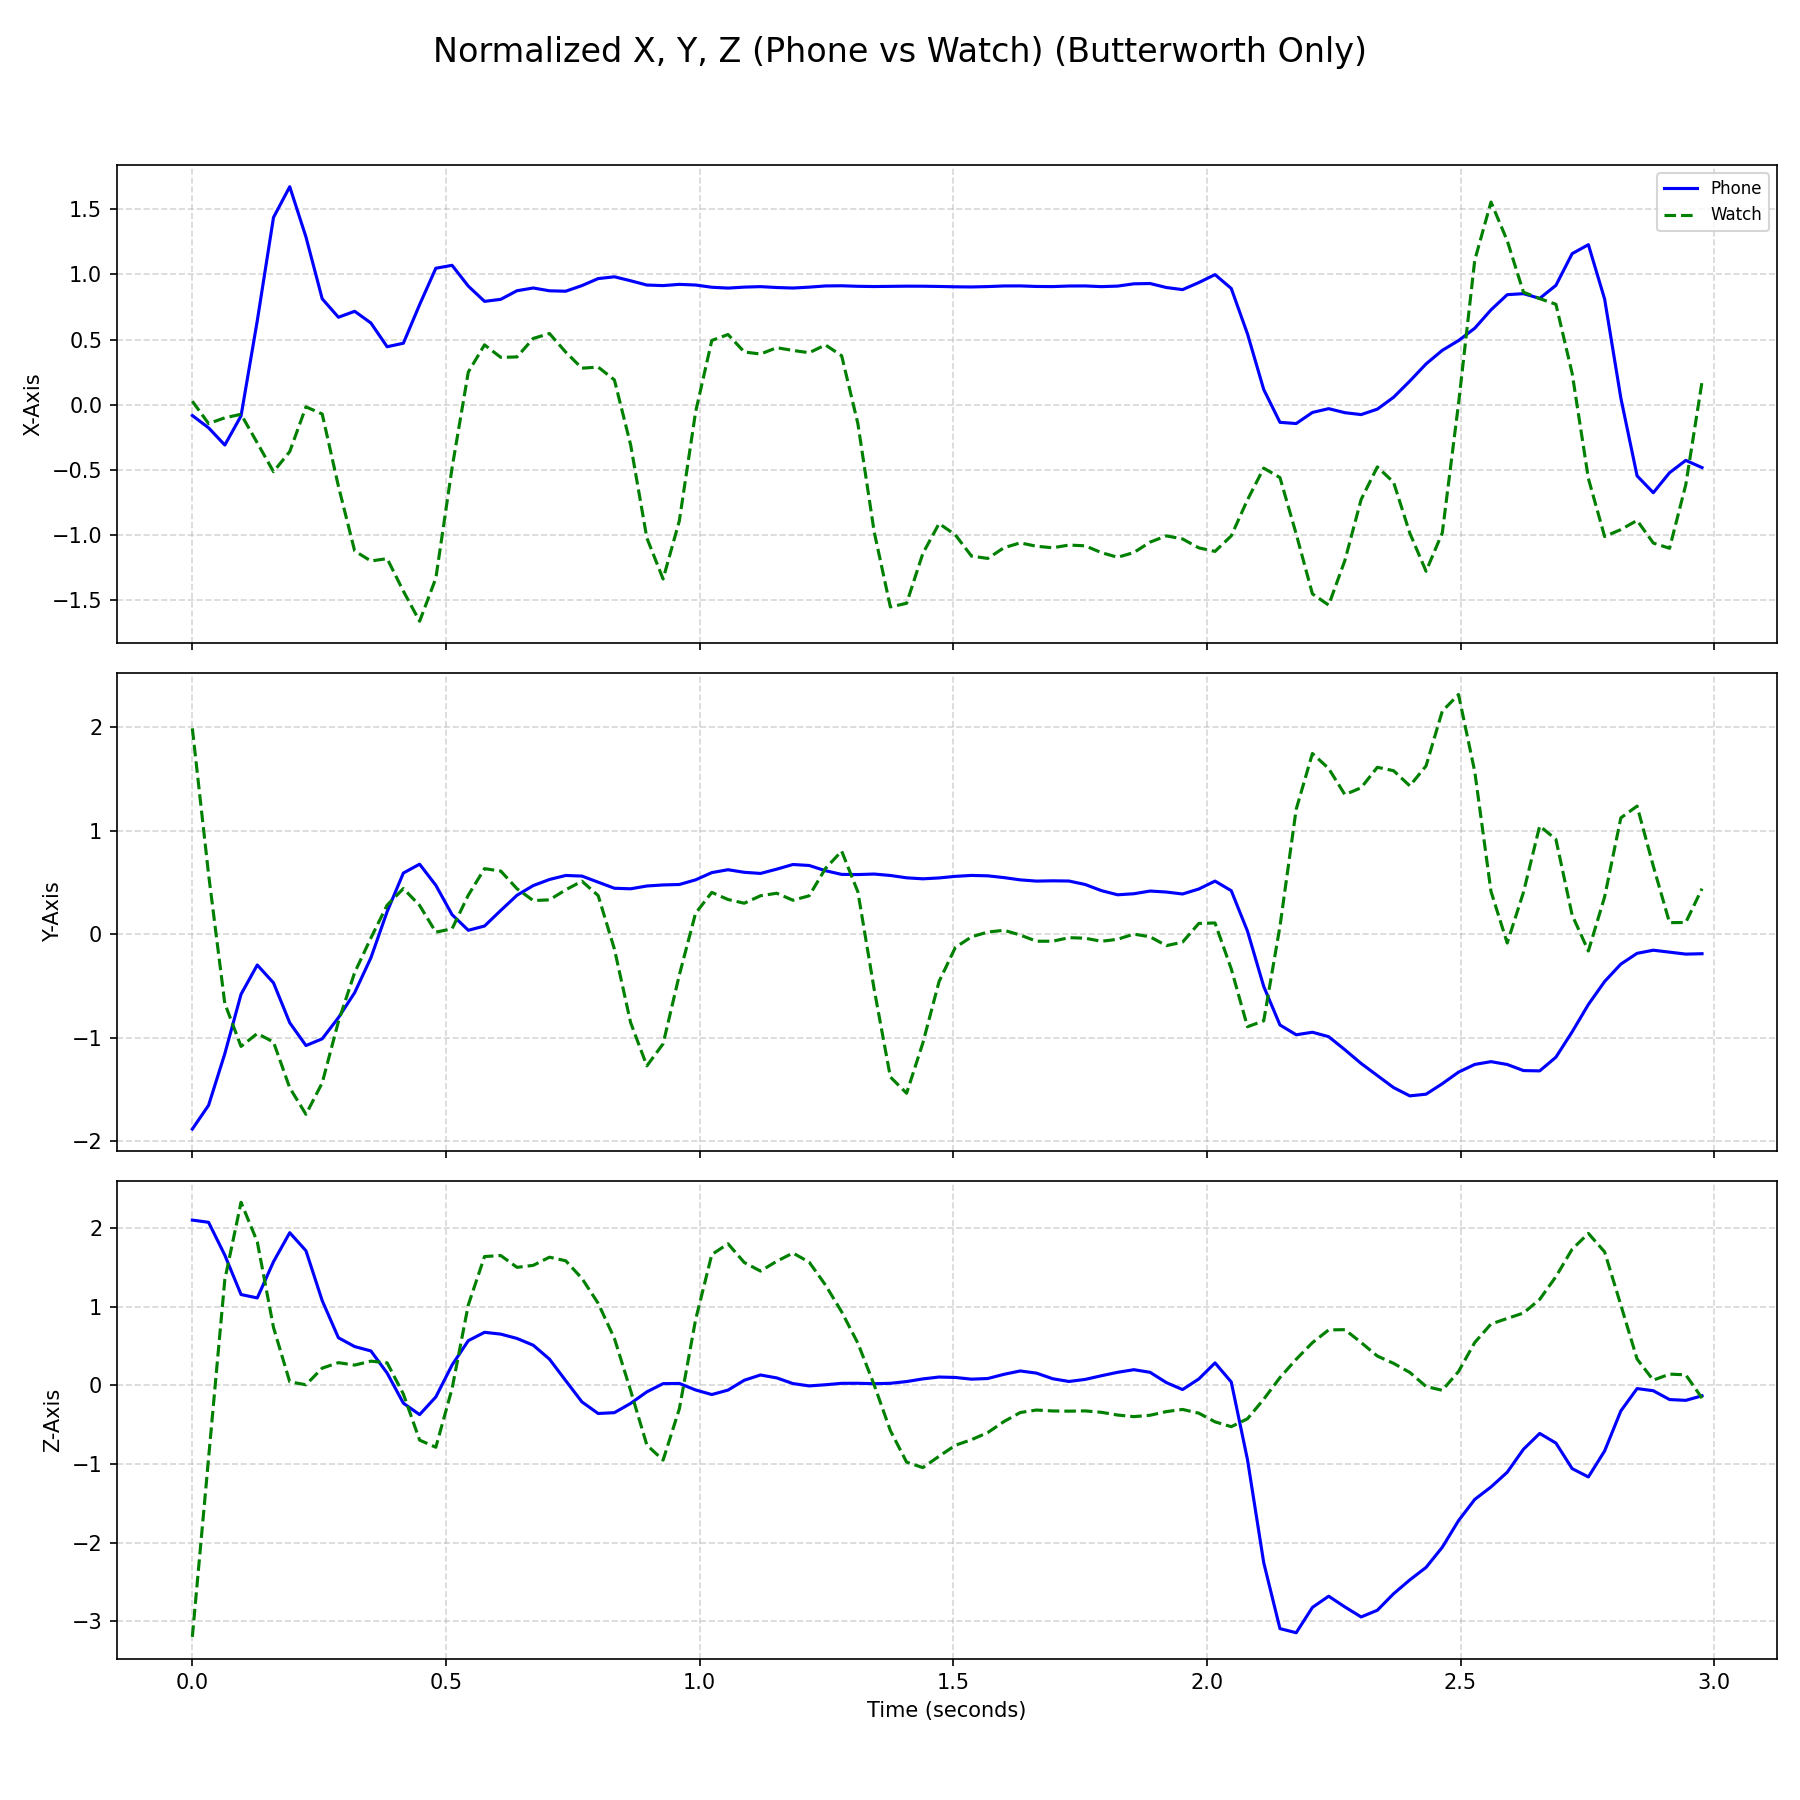 Normalized X, Y, Z (Phone vs Watch) (Butterworth Only)
Phone
Watch
1.5
1.0
0.5
0.0
−0.5
−1.0
−1.5
X-Axis
2
1
0
−1
−2
Y-Axis
2
1
0
−1
−2
−3
Z-Axis
0.0 0.5 1.0 1.5 2.0 2.5 3.0
Time (seconds)